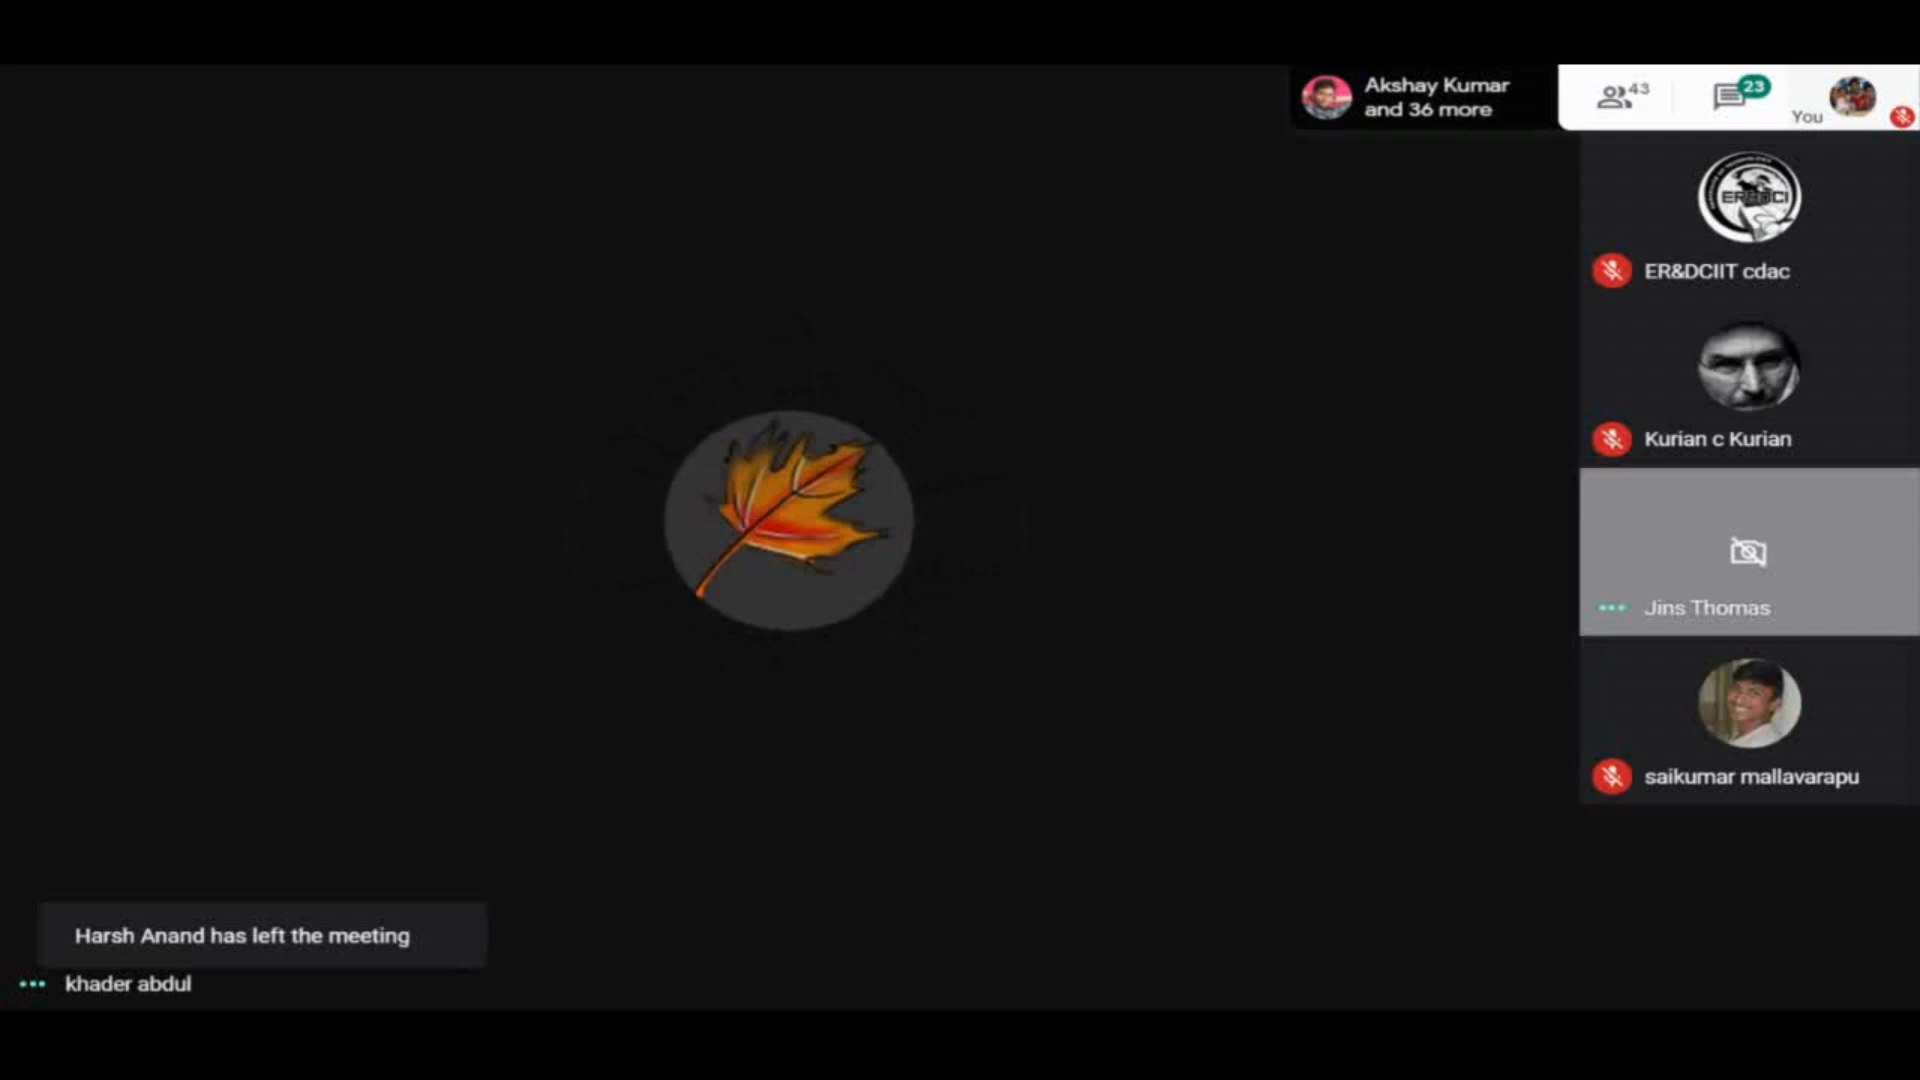 Akshay Kumar
and 36 more
43
23
You
ER&DCIIT cdac
Kurian c Kurian
Jins Thomas
saikumar mallavarapu
Harsh Anand has left the meeting
khader abdul